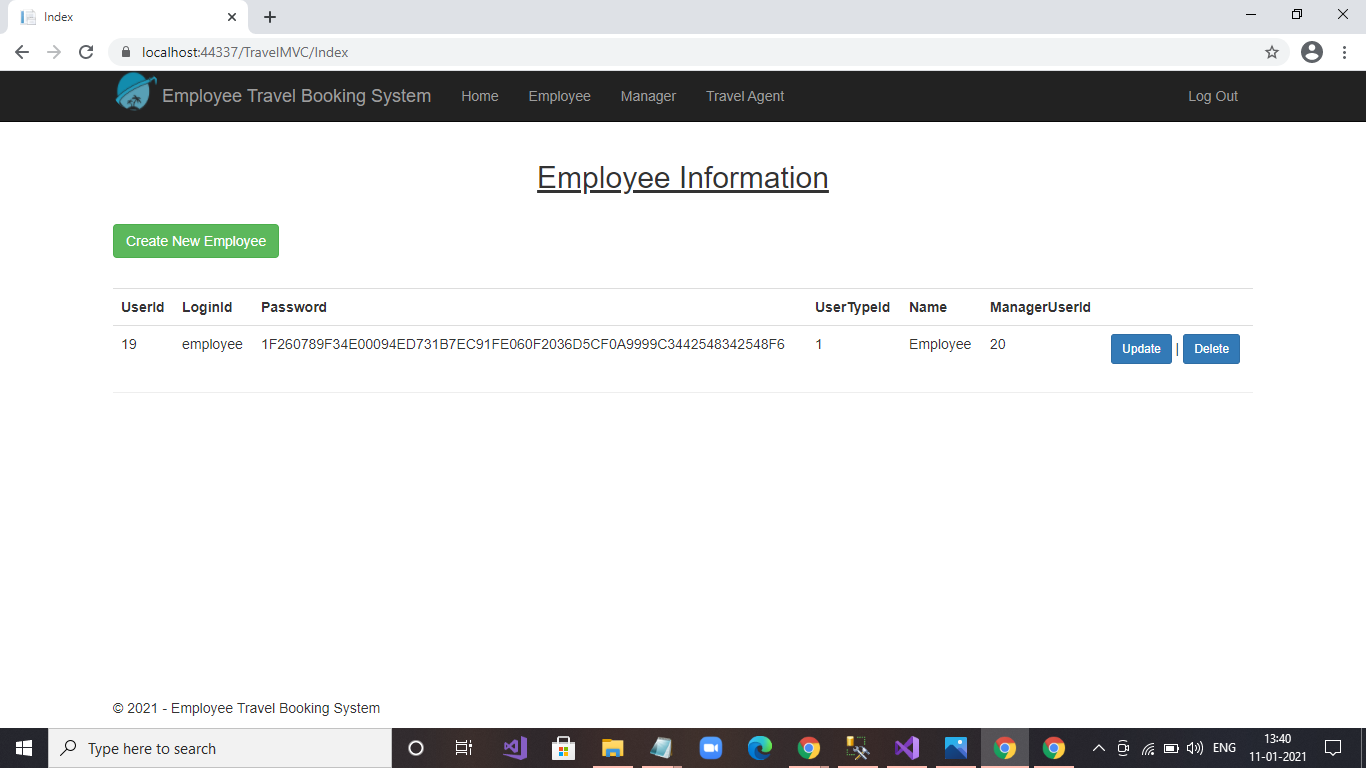 Index
localhost:44337/TravelMVC/Index
Employee Travel Booking System Home Employee Manager Travel Agent Log Out
Employee Information
Create New Employee
UserId LoginId Password UserTypeId Name ManagerUserId
19 employee 1F260789F34E00094ED731B7EC91FE060F2036D5CF0A9999C3442548342548F6 1 Employee 20 Update | Delete
© 2021 - Employee Travel Booking System
Type here to search ENG 13:40
11-01-2021